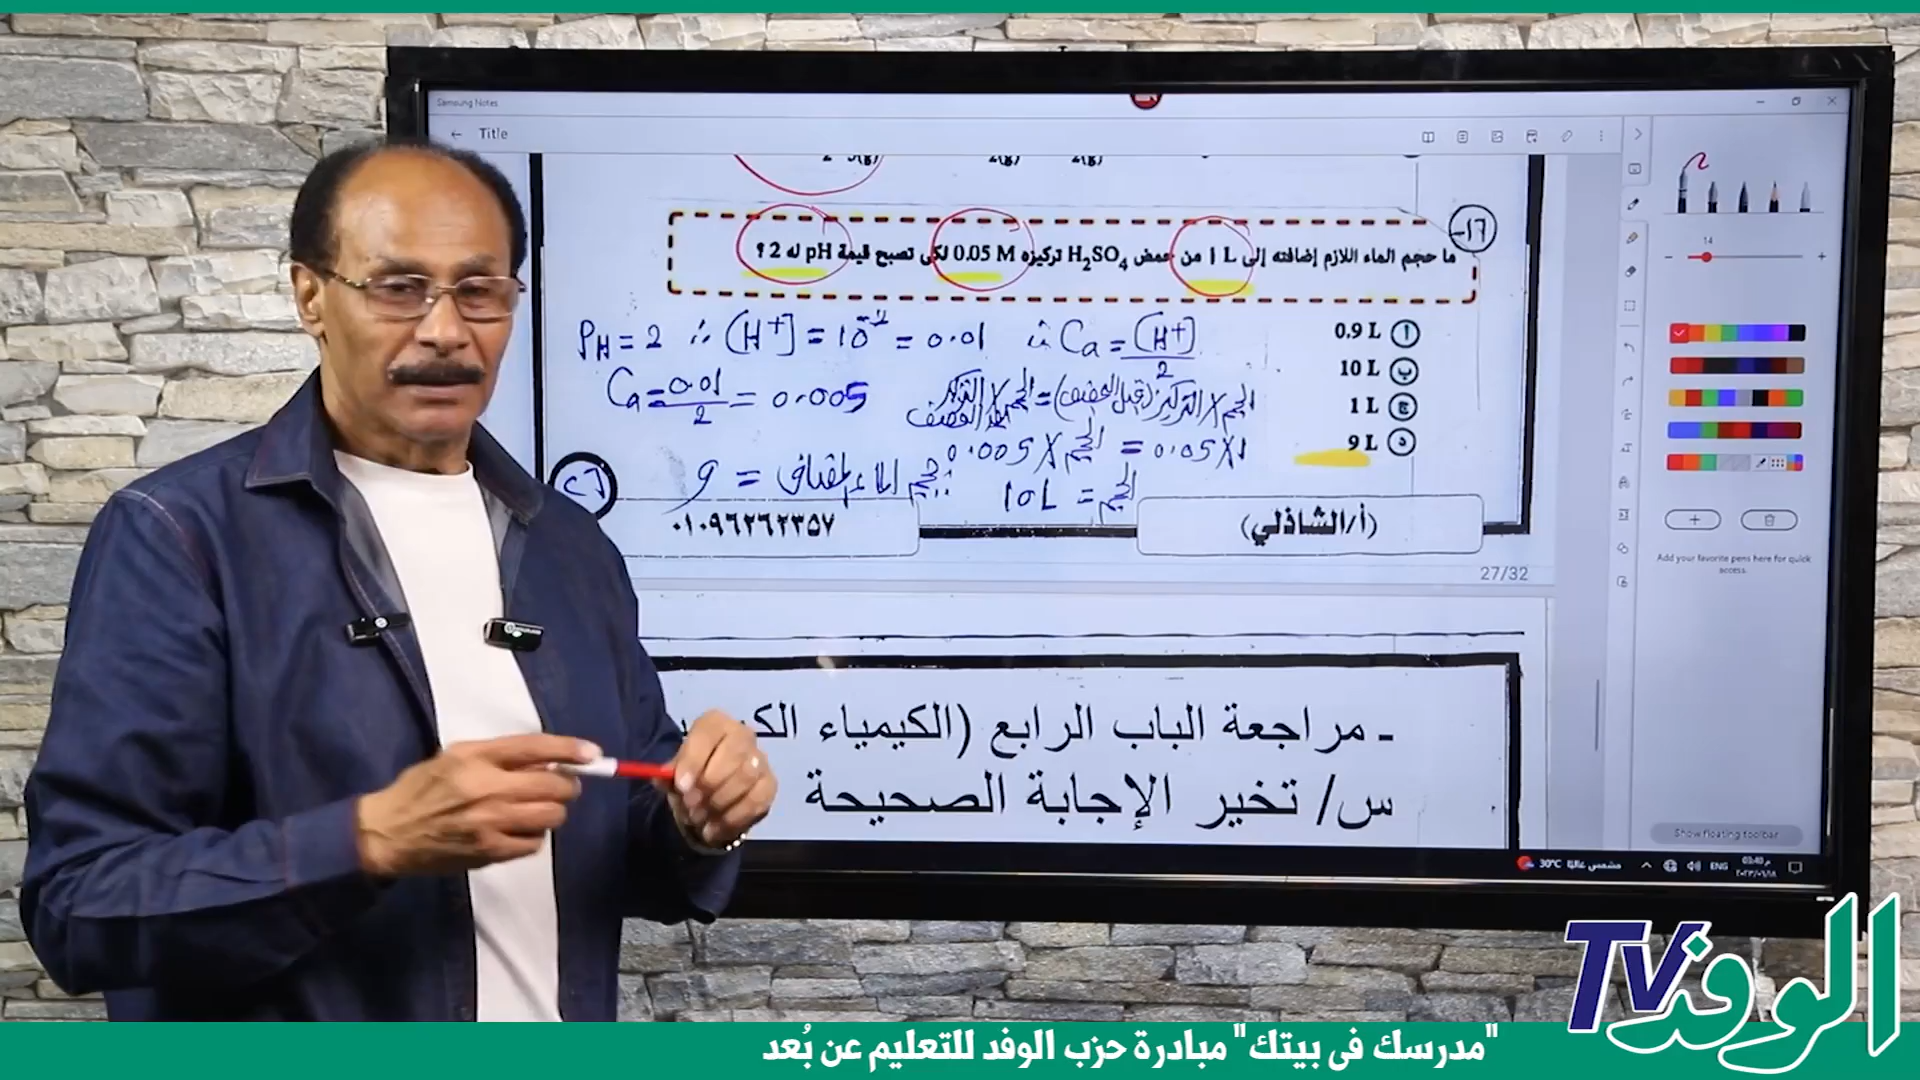 Samsung Notes
Title
١٦-
ما حجم الماء اللازم إضافته إلى 1 L من حمض H₂SO₄ تركيزه 0.05 M لكى تصبح قيمة pH له 2 ؟
أ 0.9 L
ب 10 L
ج 1 L
د 9 L
PH = 2 ∴ [H⁺] = 10⁻² = 0.01 ∴ Ca = [H⁺]/2
Ca = 0.01/2 = 0.005
الحجم X التركيز (قبل التخفيف) = الحجم X التركيز بعد التخفيف
0.005 X الحجم = 0.05 X 1
الحجم = 10 L
∴ حجم الماء المضاف = 9
٢٦
(أ/الشاذلي)
٠١٠٩٦٢٦٢٣٥٧
27/32
- مراجعة الباب الرابع (الكيمياء
س/ تخير الإجابة الصحيحة
14
Add your favorite pens here for quick access.
Show floating toolbar
30°C مشمس غالبًا
ENG
الوفد TV
"مدرسك فى بيتك" مبادرة حزب الوفد للتعليم عن بُعد